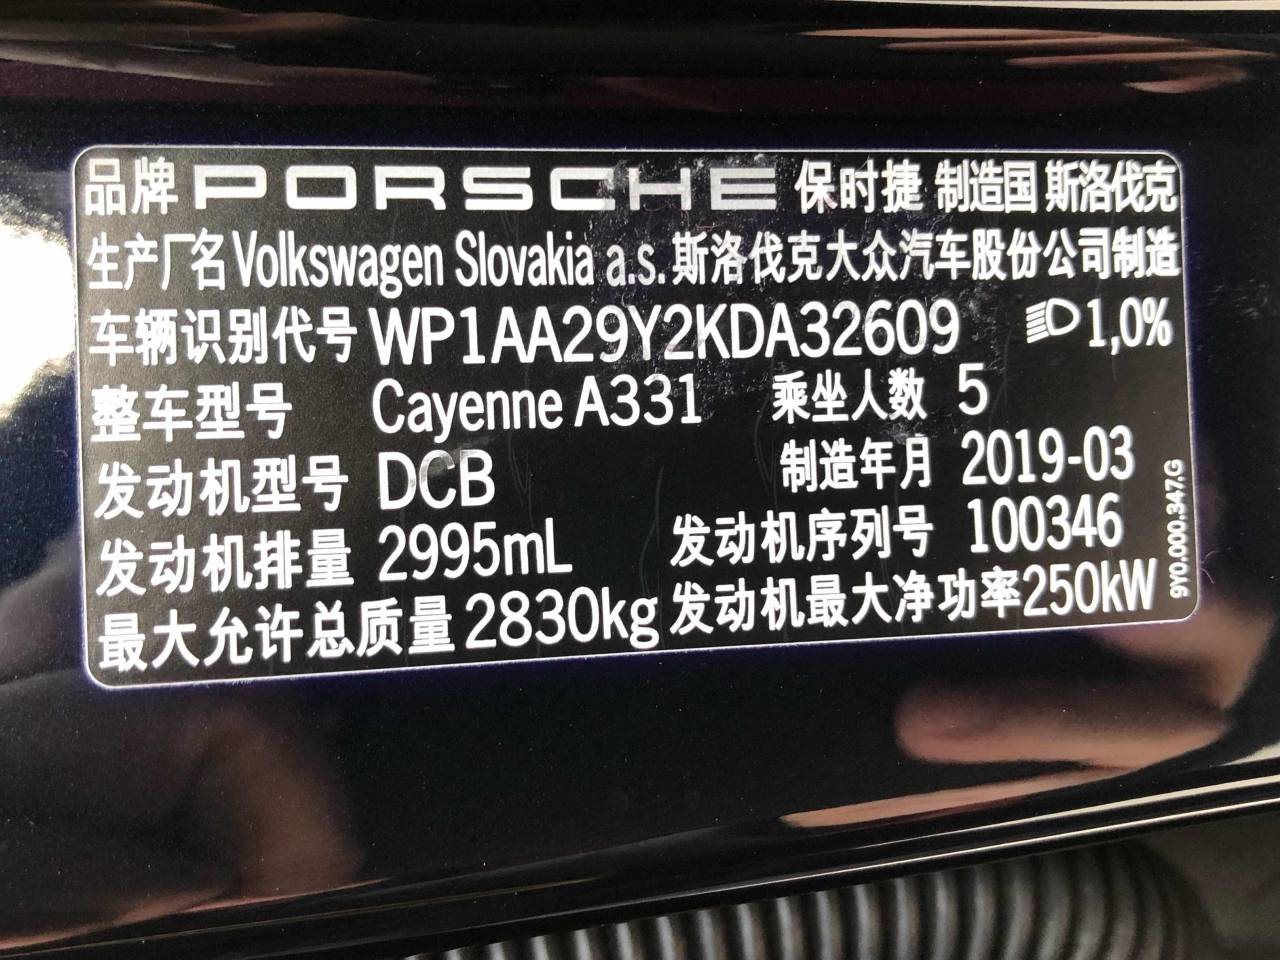 品牌 PORSCHE 保时捷 制造国 斯洛伐克
生产厂名 Volkswagen Slovakia a.s. 斯洛伐克大众汽车股份公司制造
车辆识别代号 WP1AA29Y2KDA32609 1,0%
整车型号 Cayenne A331 乘坐人数 5
发动机型号 DCB 制造年月 2019-03
发动机排量 2995mL 发动机序列号 100346
最大允许总质量 2830kg 发动机最大净功率 250kW
9Y0.000.347.G